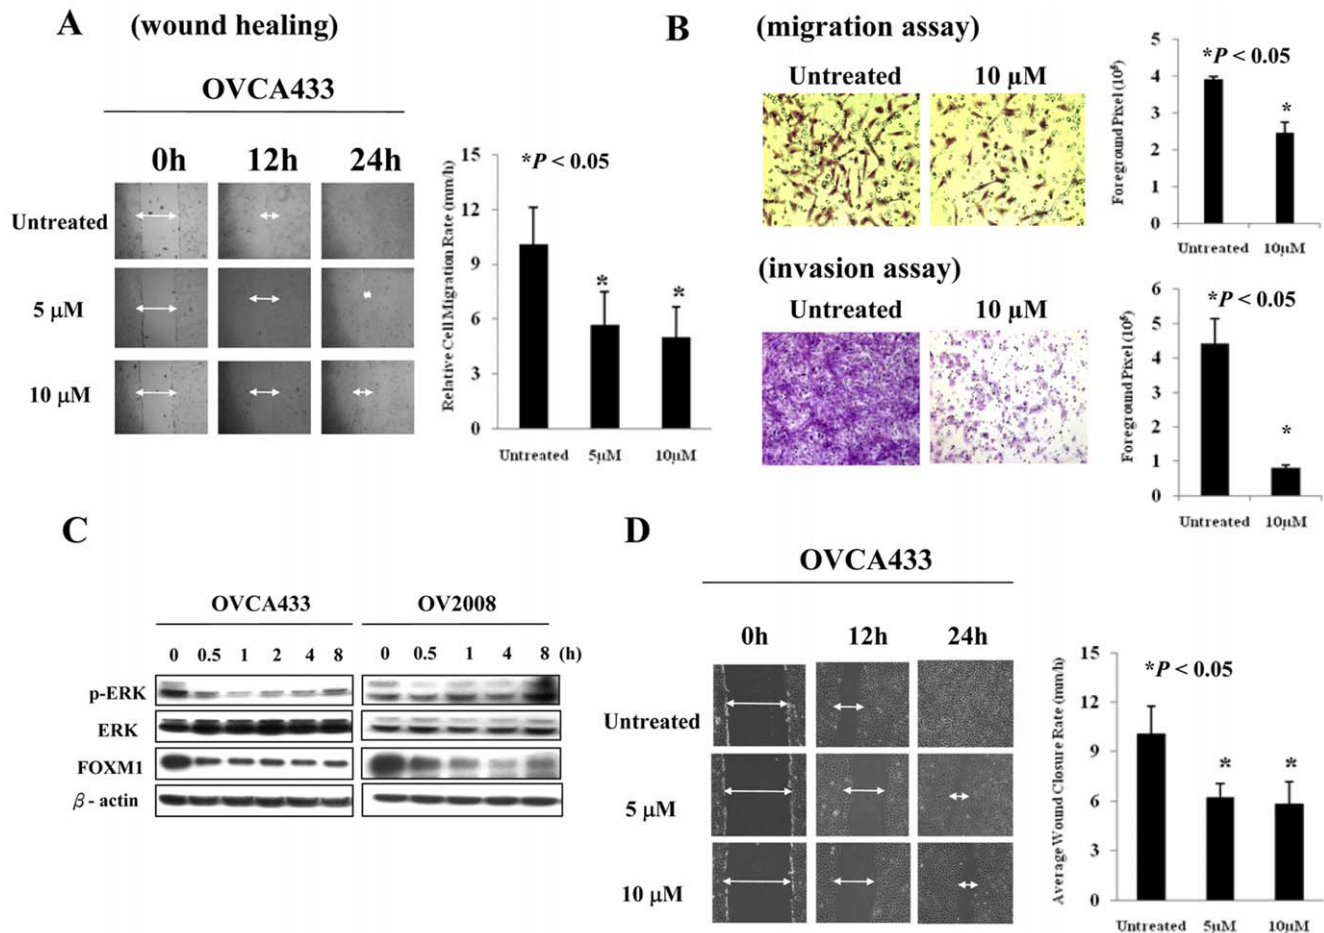 A (wound healing)
OVCA433
0h 12h 24h
Untreated
5 μM
10 μM
Relative Cell Migration Rate (mm/h)
15
12
9
6
3
0
*P < 0.05
*
*
Untreated 5μM 10μM
B (migration assay)
Untreated 10 μM
Foreground Pixel (10⁵)
5
4
3
2
1
0
*P < 0.05
*
Untreated 10μM
(invasion assay)
Untreated 10 μM
Foreground Pixel (10⁵)
6
5
4
3
2
1
0
*P < 0.05
*
Untreated 10μM
C
OVCA433 OV2008
0 0.5 1 2 4 8 0 0.5 1 4 8 (h)
p-ERK
ERK
FOXM1
β- actin
D
OVCA433
0h 12h 24h
Untreated
5 μM
10 μM
Average Wound Closure Rate (mm/h)
15
12
9
6
3
0
*P < 0.05
*
*
Untreated 5μM 10μM